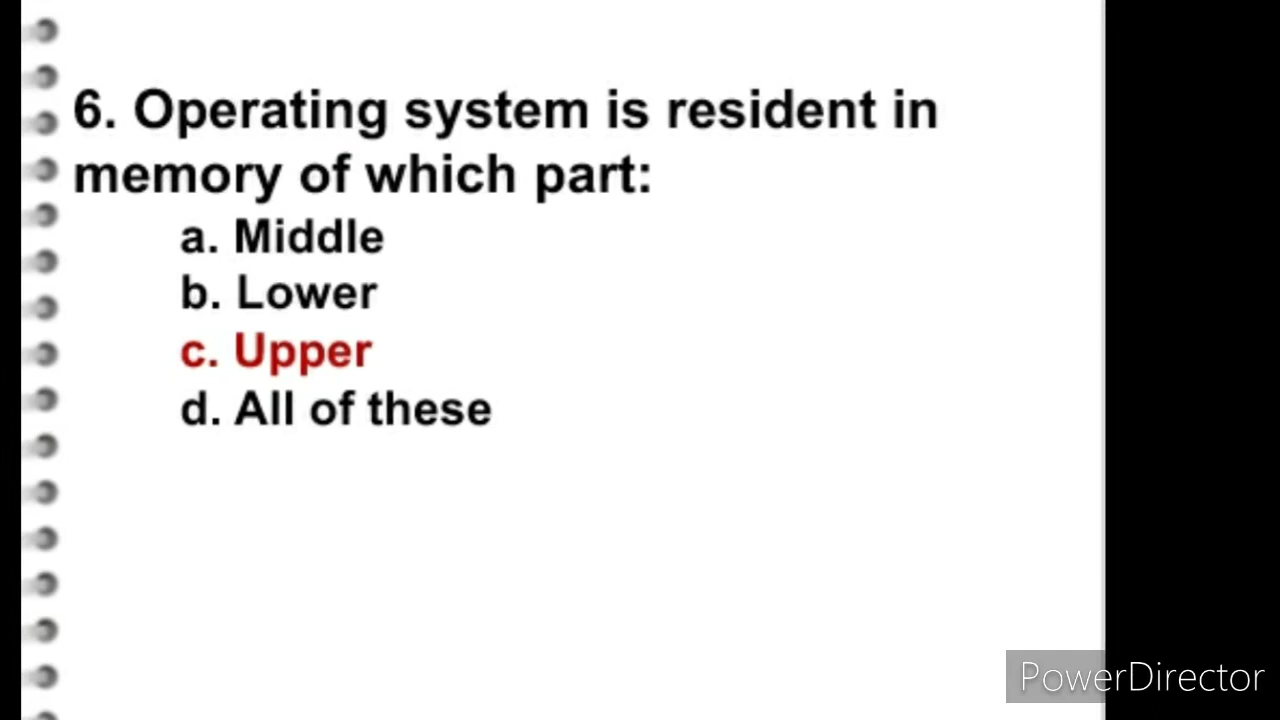 6. Operating system is resident in
memory of which part:
a. Middle
b. Lower
c. Upper
d. All of these
PowerDirector